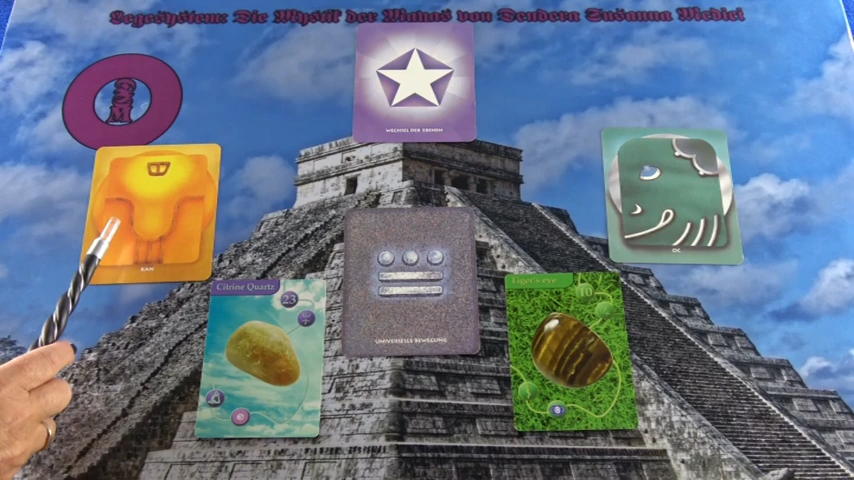 Legesystem: Die Mystik der Mayas von Dendera Susanna Medici
WECHSEL DER EBENEN
KAN
OC
Citrine Quartz
23
UNIVERSELLE BEWEGUNG
Tiger's eye